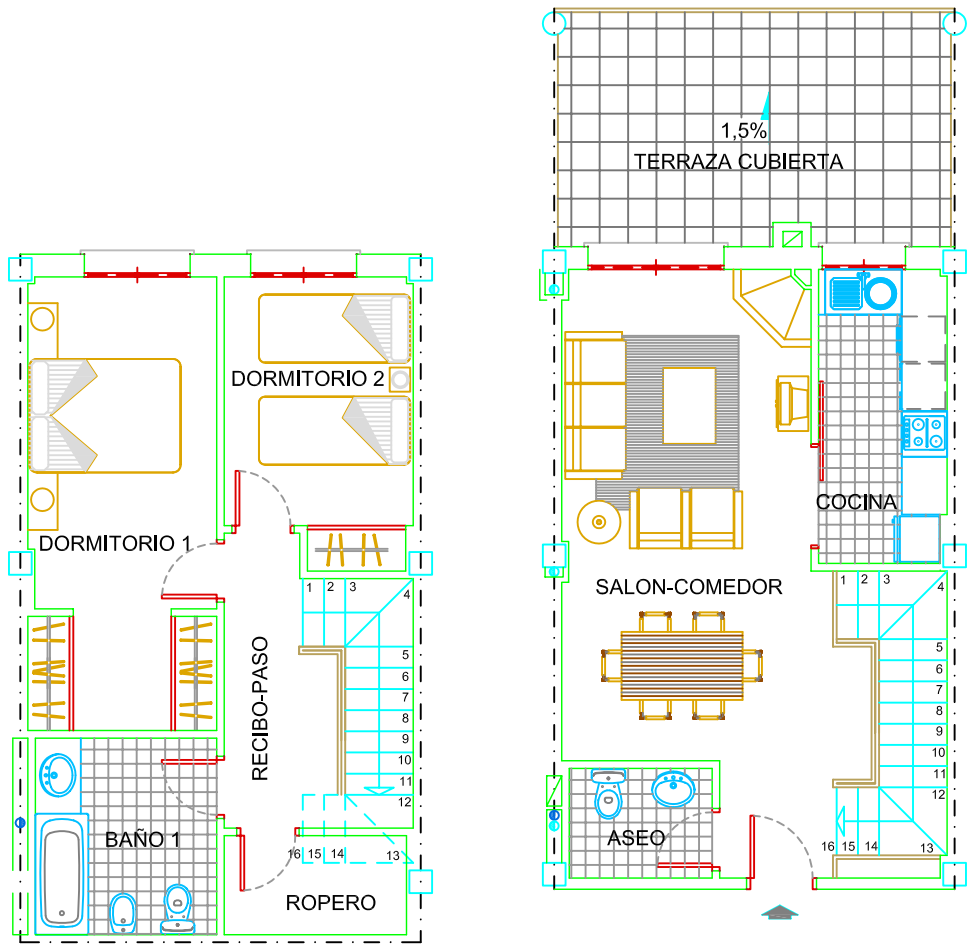 1,5%
TERRAZA CUBIERTA
DORMITORIO 2
DORMITORIO 1
COCINA
SALON-COMEDOR
RECIBO-PASO
BAÑO 1
ROPERO
ASEO
1 2 3 4
5
6
7
8
9
10
11
12
16 15 14 13
1 2 3 4
5
6
7
8
9
10
11
12
16 15 14 13